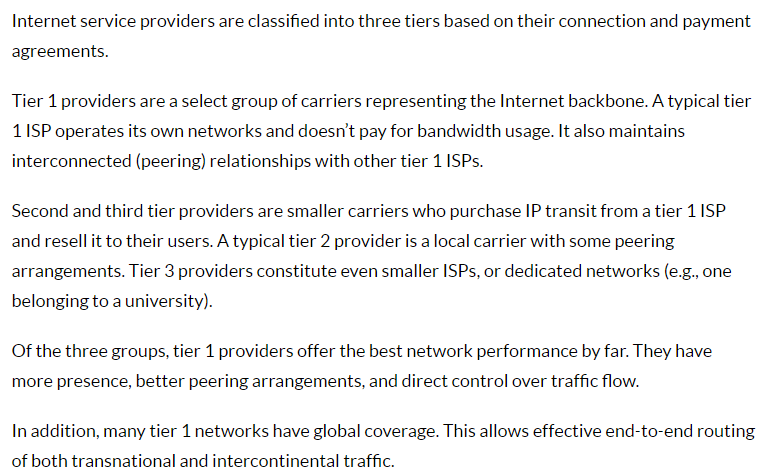 Internet service providers are classified into three tiers based on their connection and payment
agreements.
Tier 1 providers are a select group of carriers representing the Internet backbone. A typical tier
1 ISP operates its own networks and doesn’t pay for bandwidth usage. It also maintains
interconnected (peering) relationships with other tier 1 ISPs.
Second and third tier providers are smaller carriers who purchase IP transit from a tier 1 ISP
and resell it to their users. A typical tier 2 provider is a local carrier with some peering
arrangements. Tier 3 providers constitute even smaller ISPs, or dedicated networks (e.g., one
belonging to a university).
Of the three groups, tier 1 providers offer the best network performance by far. They have
more presence, better peering arrangements, and direct control over traffic flow.
In addition, many tier 1 networks have global coverage. This allows effective end-to-end routing
of both transnational and intercontinental traffic.